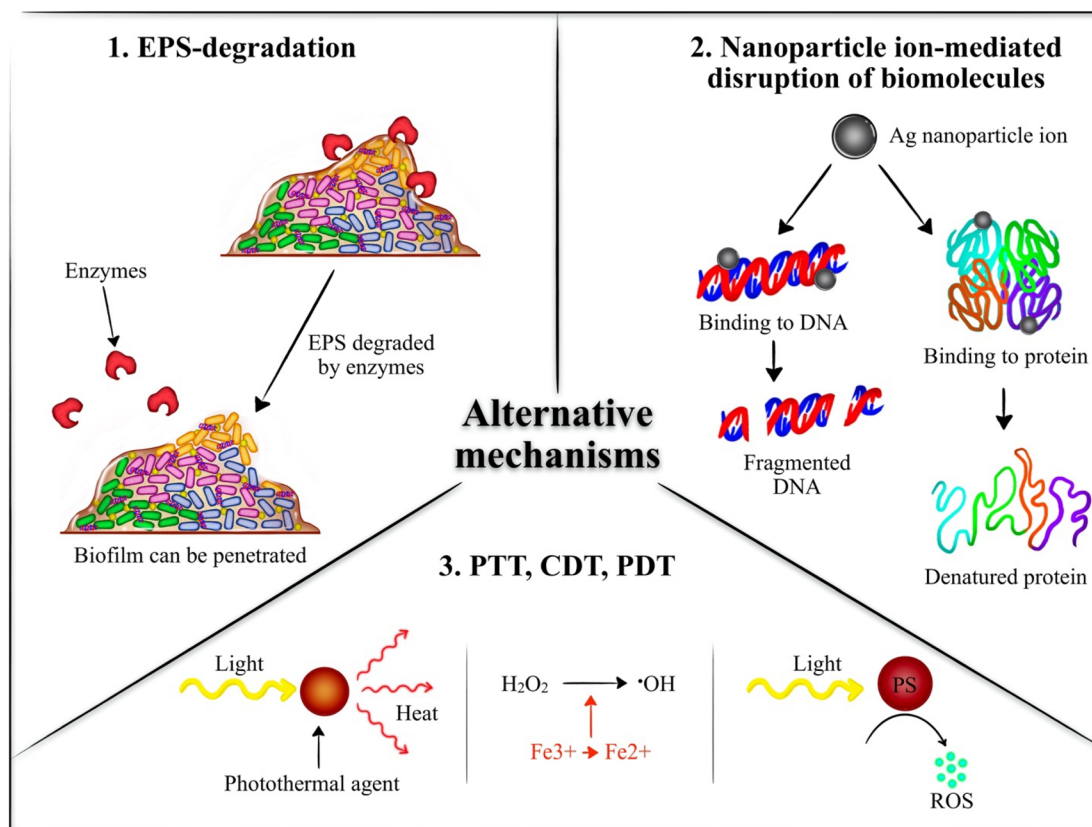 1. EPS-degradation
Enzymes
EPS degraded
by enzymes
Biofilm can be penetrated
2. Nanoparticle ion-mediated
disruption of biomolecules
Ag nanoparticle ion
Binding to DNA
Fragmented
DNA
Binding to protein
Denatured protein
Alternative
mechanisms
3. PTT, CDT, PDT
Light
Heat
Photothermal agent
H₂O₂ → •OH
Fe3+ → Fe2+
Light
PS
ROS